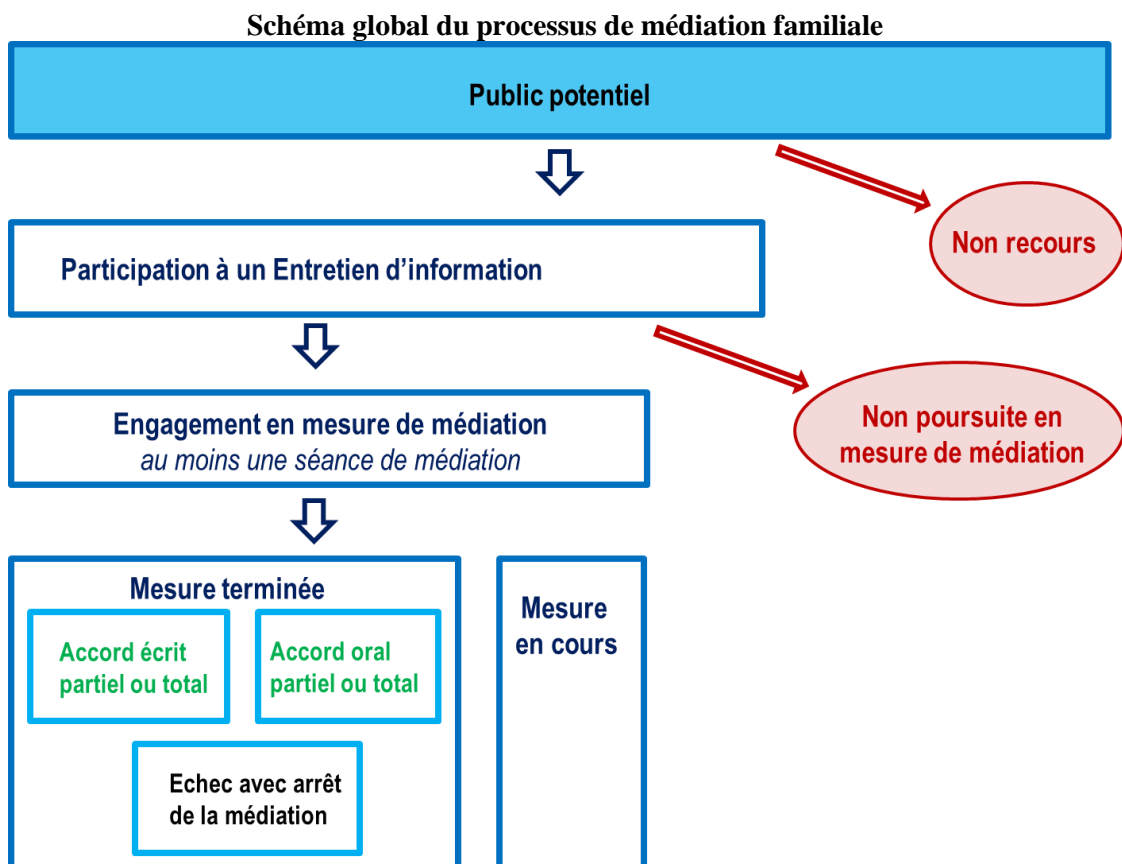 Schéma global du processus de médiation familiale
Public potentiel
Non recours
Participation à un Entretien d’information
Non poursuite en
mesure de médiation
Engagement en mesure de médiation
au moins une séance de médiation
Mesure terminée
Accord écrit
partiel ou total
Accord oral
partiel ou total
Echec avec arrêt
de la médiation
Mesure
en cours